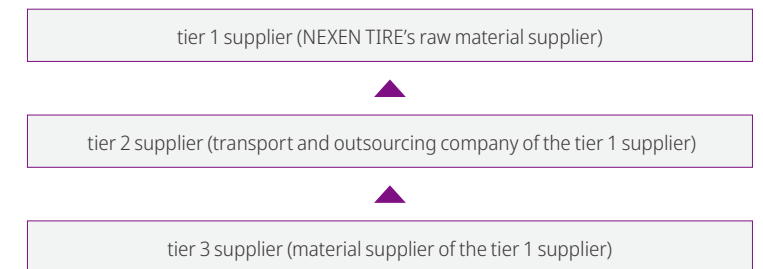 tier 1 supplier (NEXEN TIRE's raw material supplier)
tier 2 supplier (transport and outsourcing company of the tier 1 supplier)
tier 3 supplier (material supplier of the tier 1 supplier)